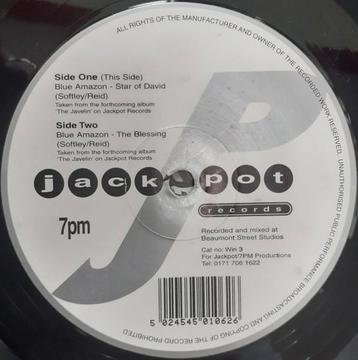 ALL RIGHTS OF THE MANUFACTURER AND OWNER OF THE RECORDED WORK RESERVED. UNAUTHORISED PUBLIC PERFORMANCE BROADCASTING AND COPYING OF THE RECORD PROHIBITED
Side One (This Side)
Blue Amazon - Star of David
(Softley/Reid)
Taken from the forthcoming album
'The Javelin' on Jackpot Records
Side Two
Blue Amazon - The Blessing
(Softley/Reid)
Taken from the forthcoming album
'The Javelin' on Jackpot Records
jackpot
records
7pm
Recorded and mixed at
Beaumont Street Studios
Cat no: Win 3
For Jackpot/7PM Productions
Tel: 0171 706 1622
5 024545 010626